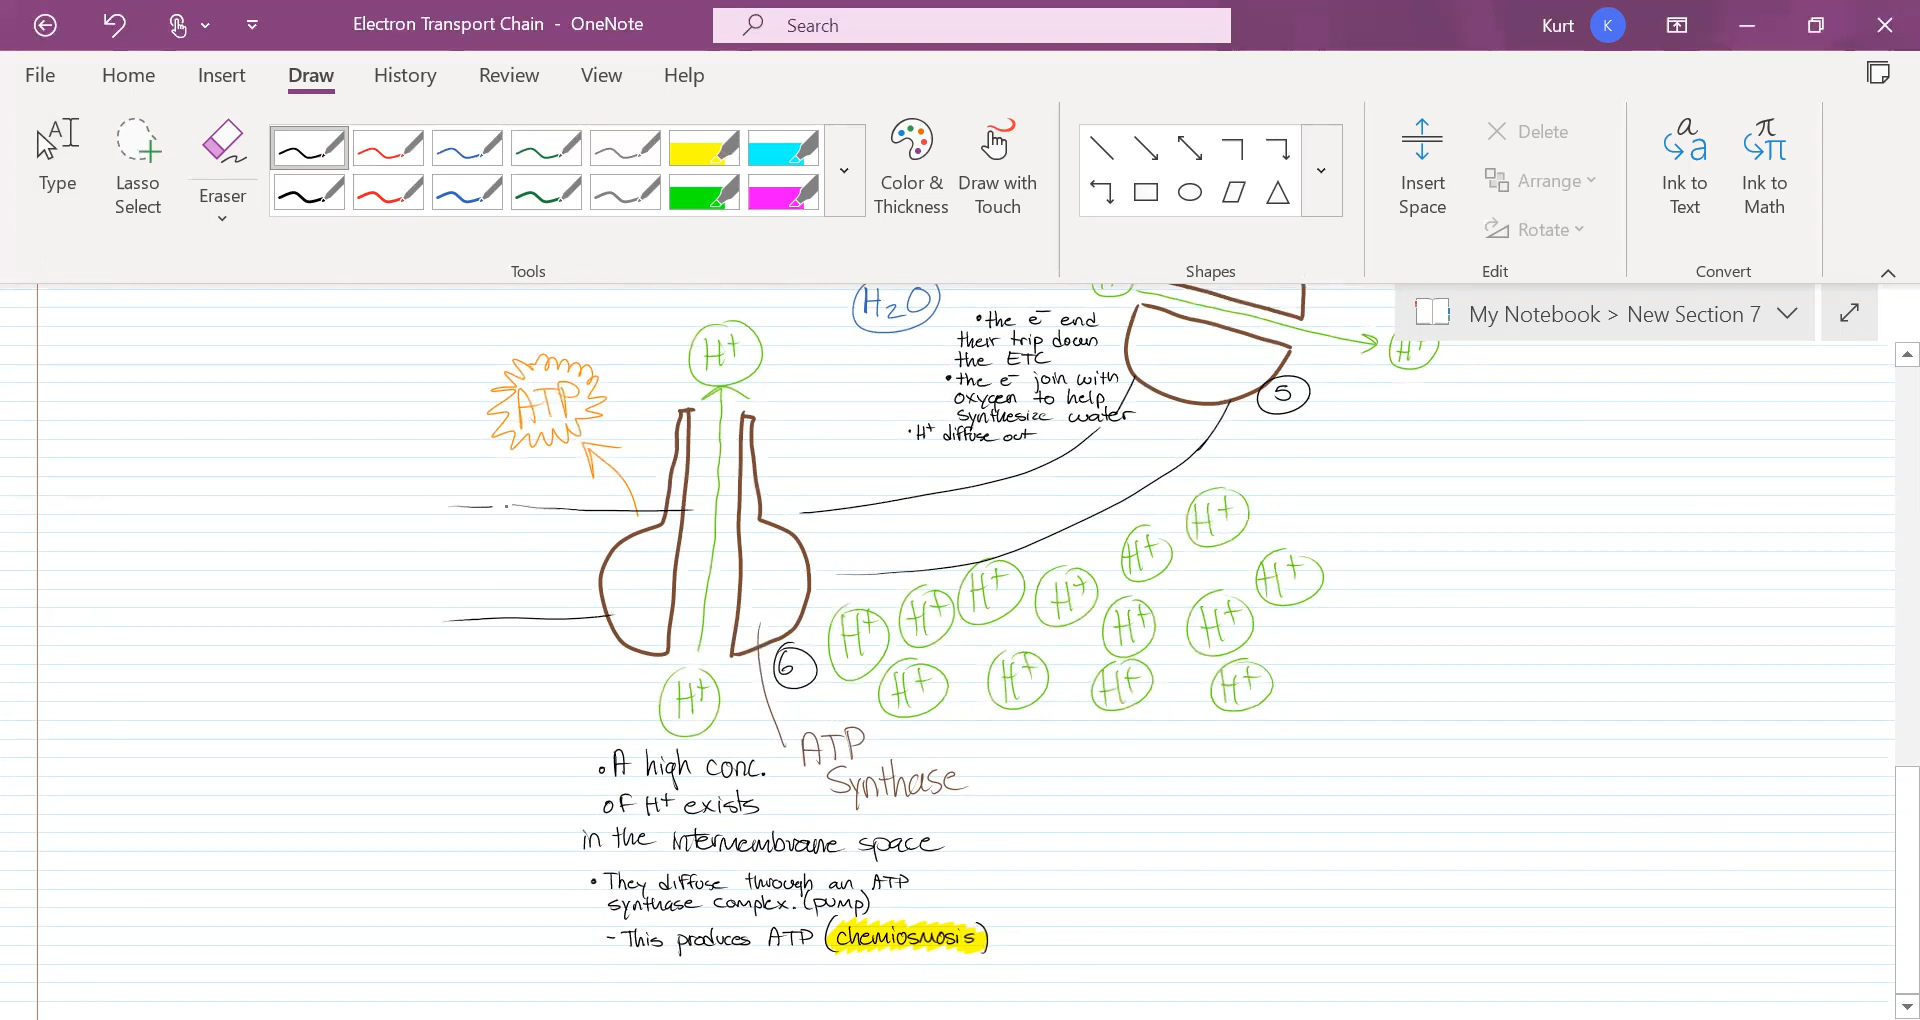 Electron Transport Chain - OneNote
Search
Kurt
K
File Home Insert Draw History Review View Help
Type
Lasso Select
Eraser
Color & Thickness
Draw with Touch
Insert Space
Delete
Arrange
Rotate
Ink to Text
Ink to Math
Tools
Shapes
Edit
Convert
My Notebook > New Section 7
H2O
H+
ATP
• the e⁻ end
their trip down
the ETC
• the e⁻ join with
oxygen to help
synthesize water
• H+ diffuse out
5
H+
H+
H+
H+
H+
H+
H+
H+
H+
H+
H+
H+
H+
H+
6
H+
ATP
Synthase
• A high conc.
of H+ exists
in the intermembrane space
• They diffuse through an ATP
synthase complex. (pump)
- This produces ATP (chemiosmosis)